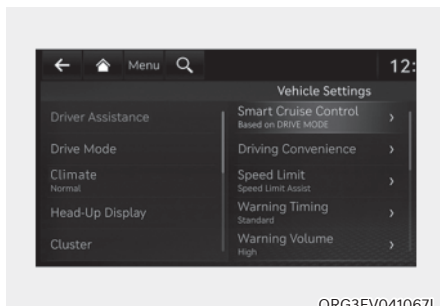 Menu
12:
Vehicle Settings
Driver Assistance
Drive Mode
Climate
Normal
Head-Up Display
Cluster
Smart Cruise Control
Based on DRIVE MODE
Driving Convenience
Speed Limit
Speed Limit Assist
Warning Timing
Standard
Warning Volume
High